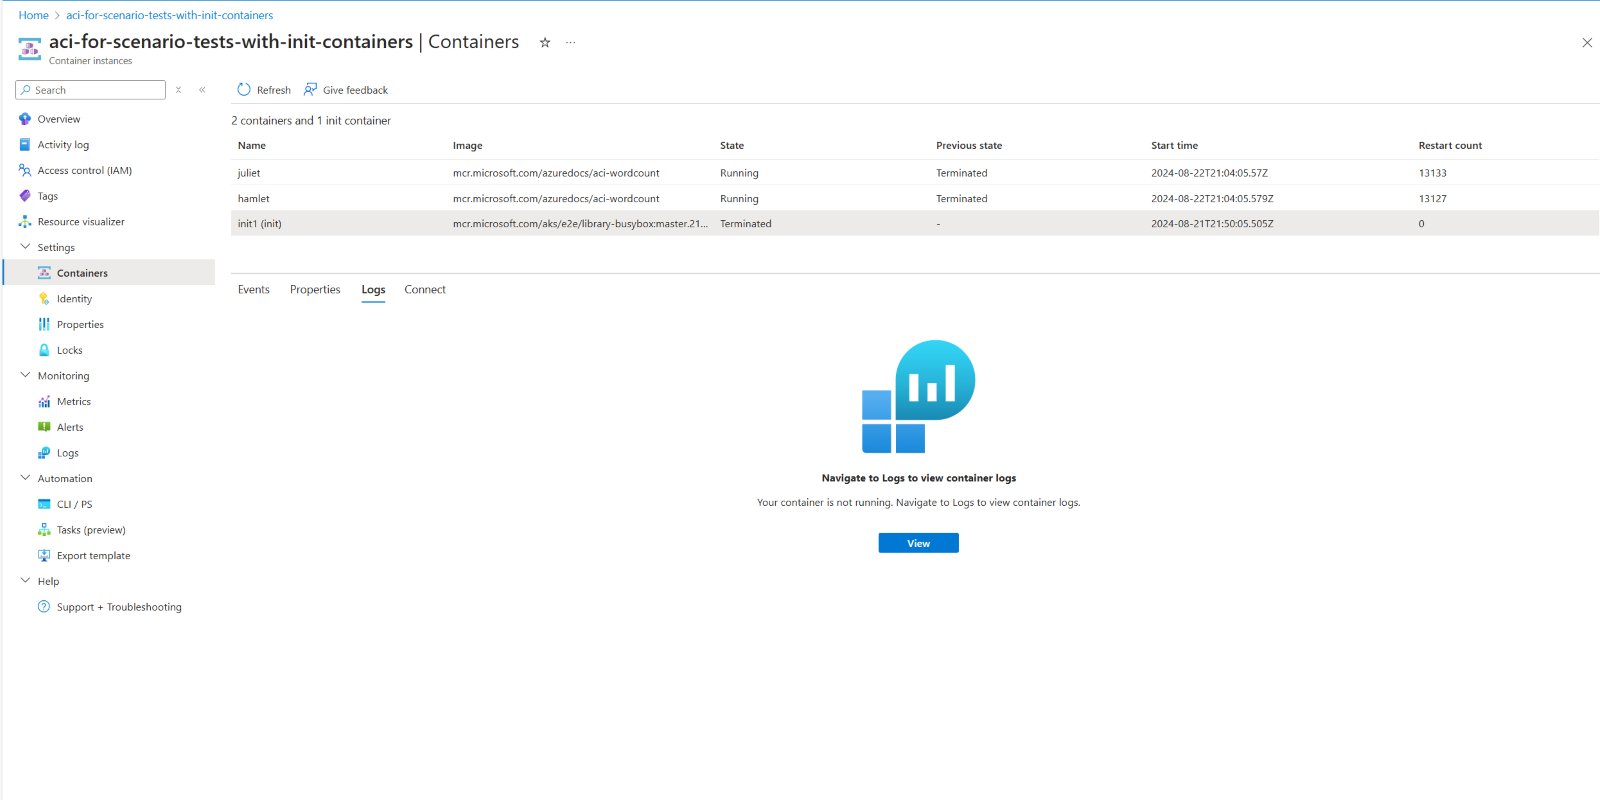 Home > aci-for-scenario-tests-with-init-containers
aci-for-scenario-tests-with-init-containers | Containers
Container instances
Search
Overview
Activity log
Access control (IAM)
Tags
Resource visualizer
Settings
Containers
Identity
Properties
Locks
Monitoring
Metrics
Alerts
Logs
Automation
CLI / PS
Tasks (preview)
Export template
Help
Support + Troubleshooting
Refresh Give feedback
2 containers and 1 init container
Name Image State Previous state Start time Restart count
juliet mcr.microsoft.com/azuredocs/aci-wordcount Running Terminated 2024-08-22T21:04:05.57Z 13133
hamlet mcr.microsoft.com/azuredocs/aci-wordcount Running Terminated 2024-08-22T21:04:05.579Z 13127
init1 (init) mcr.microsoft.com/aks/e2e/library-busybox:master.21... Terminated - 2024-08-21T21:50:05.505Z 0
Events Properties Logs Connect
Navigate to Logs to view container logs
Your container is not running. Navigate to Logs to view container logs.
View